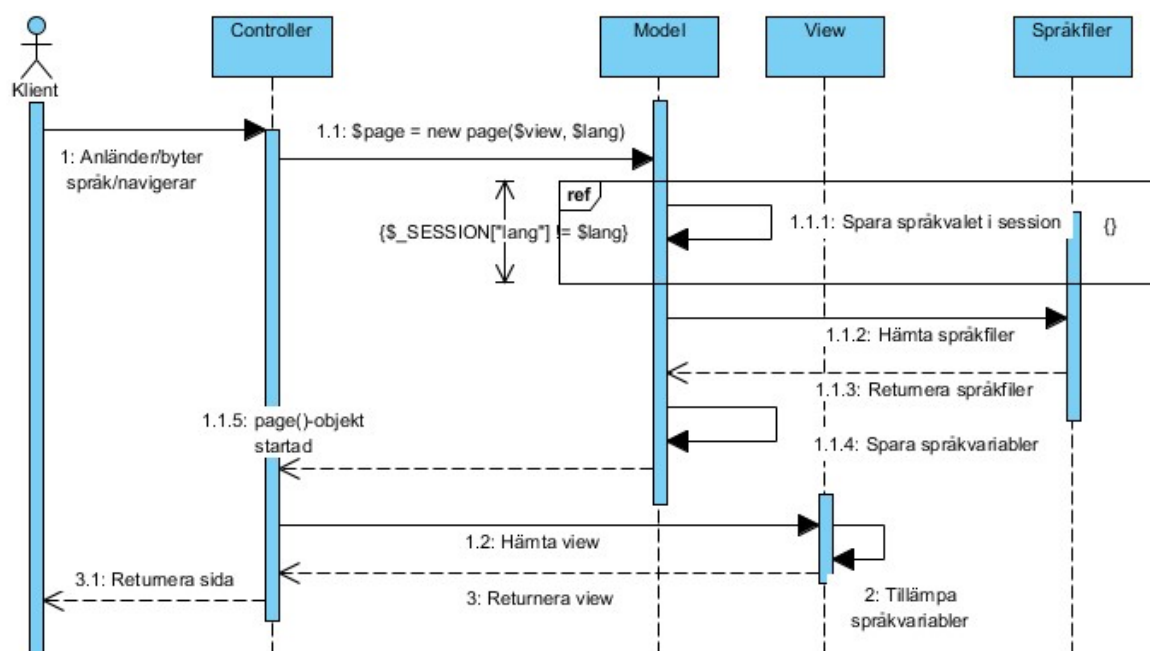 Klient
Controller
Model
View
Språkfiler
1: Anländer/byter
språk/navigerar
1.1: $page = new page($view, $lang)
ref
{$_SESSION["lang"] != $lang}
1.1.1: Spara språkvalet i session
{}
1.1.2: Hämta språkfiler
1.1.3: Returnera språkfiler
1.1.4: Spara språkvariabler
1.1.5: page()-objekt
startad
1.2: Hämta view
2: Tillämpa
språkvariabler
3: Returnera view
3.1: Returnera sida